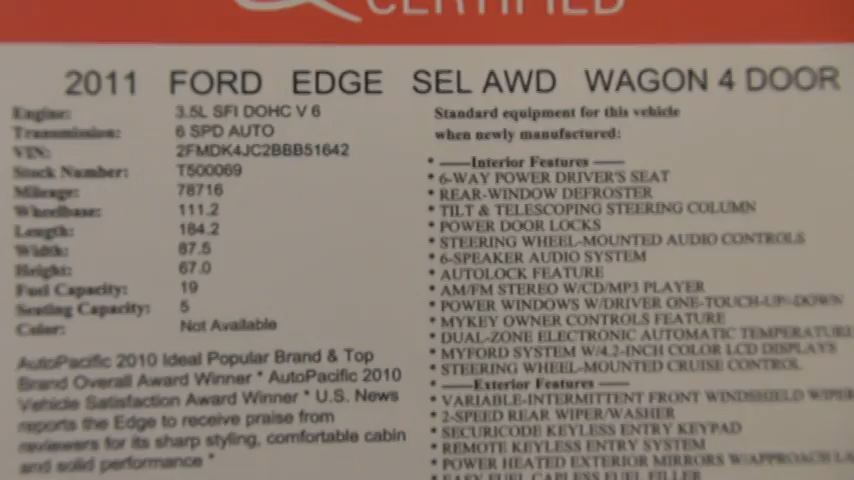 CERTIFIED
2011 FORD EDGE SEL AWD WAGON 4 DOOR
Engine: 3.5L SFI DOHC V 6
Transmission: 6 SPD AUTO
VIN: 2FMDK4JC2BBB51642
Stock Number: T500069
Mileage: 78716
Wheelbase: 111.2
Length: 184.2
Width: 87.5
Height: 67.0
Fuel Capacity: 19
Seating Capacity: 5
Color: Not Available
AutoPacific 2010 Ideal Popular Brand & Top
Brand Overall Award Winner * AutoPacific 2010
Vehicle Satisfaction Award Winner * U.S. News
reports the Edge to receive praise from
reviewers for its sharp styling, comfortable cabin
and solid performance *
Standard equipment for this vehicle
when newly manufactured:
* ——Interior Features ——
* 6-WAY POWER DRIVER'S SEAT
* REAR-WINDOW DEFROSTER
* TILT & TELESCOPING STEERING COLUMN
* POWER DOOR LOCKS
* STEERING WHEEL-MOUNTED AUDIO CONTROLS
* 6-SPEAKER AUDIO SYSTEM
* AUTOLOCK FEATURE
* AM/FM STEREO W/CD/MP3 PLAYER
* POWER WINDOWS W/DRIVER ONE-TOUCH-UP/-DOWN
* MYKEY OWNER CONTROLS FEATURE
* DUAL-ZONE ELECTRONIC AUTOMATIC TEMPERATURE
* MYFORD SYSTEM W/4.2-INCH COLOR LCD DISPLAYS
* STEERING WHEEL-MOUNTED CRUISE CONTROL
* ——Exterior Features ——
* VARIABLE-INTERMITTENT FRONT WINDSHIELD WIPER
* 2-SPEED REAR WIPER/WASHER
* SECURICODE KEYLESS ENTRY KEYPAD
* REMOTE KEYLESS ENTRY SYSTEM
* POWER HEATED EXTERIOR MIRRORS W/APPROACH LA
* EASY FUEL CAPLESS FUEL FILLER